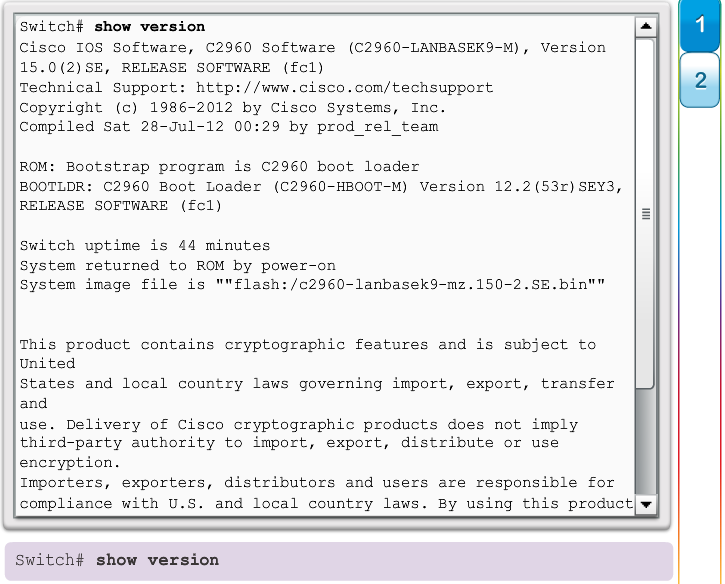 Switch# show version
Cisco IOS Software, C2960 Software (C2960-LANBASEK9-M), Version
15.0(2)SE, RELEASE SOFTWARE (fc1)
Technical Support: http://www.cisco.com/techsupport
Copyright (c) 1986-2012 by Cisco Systems, Inc.
Compiled Sat 28-Jul-12 00:29 by prod_rel_team
ROM: Bootstrap program is C2960 boot loader
BOOTLDR: C2960 Boot Loader (C2960-HBOOT-M) Version 12.2(53r)SEY3,
RELEASE SOFTWARE (fc1)
Switch uptime is 44 minutes
System returned to ROM by power-on
System image file is ""flash:/c2960-lanbasek9-mz.150-2.SE.bin""
This product contains cryptographic features and is subject to
United
States and local country laws governing import, export, transfer
and
use. Delivery of Cisco cryptographic products does not imply
third-party authority to import, export, distribute or use
encryption.
Importers, exporters, distributors and users are responsible for
compliance with U.S. and local country laws. By using this product
Switch# show version
1
2